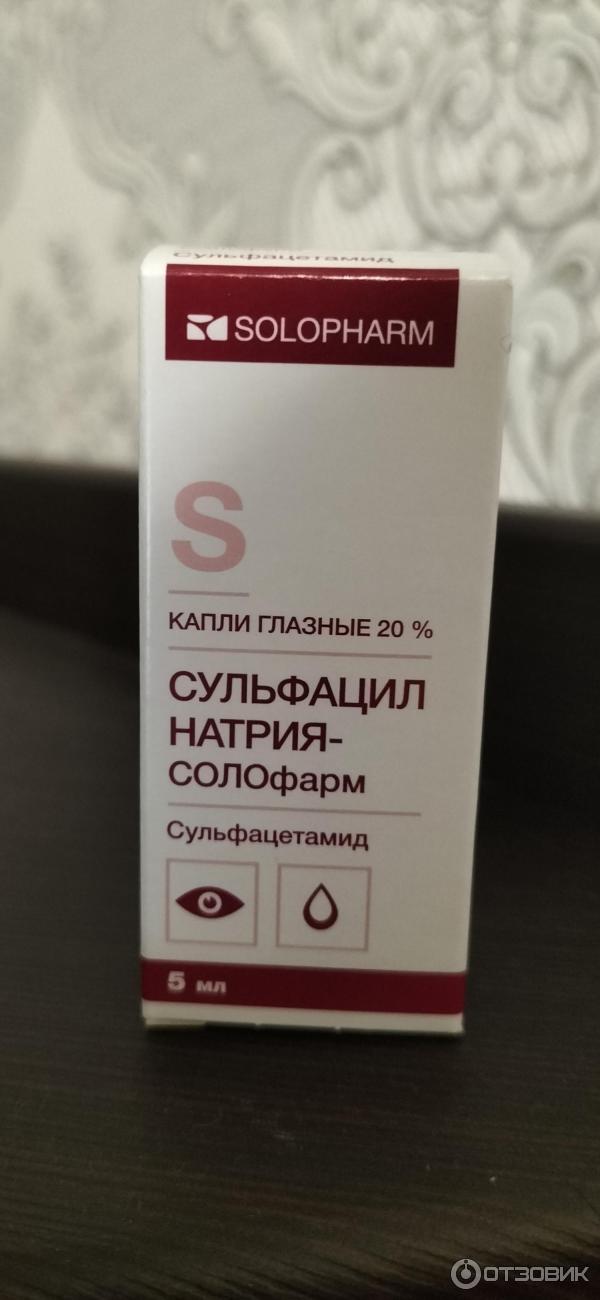 Сульфацетамид
SOLOPHARM
S
КАПЛИ ГЛАЗНЫЕ 20 %
СУЛЬФАЦИЛ
НАТРИЯ-
СОЛОфарм
Сульфацетамид
5 мл
ОТЗОВИК